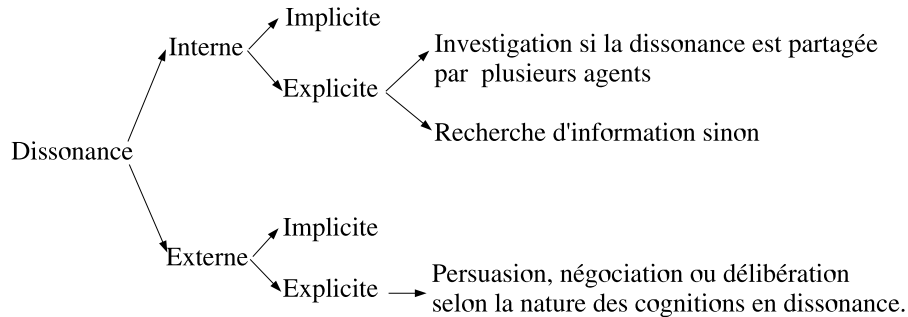 Implicite
Interne
Investigation si la dissonance est partagée
par plusieurs agents
Explicite
Recherche d'information sinon
Dissonance
Implicite
Externe
Explicite
Persuasion, négociation ou délibération
selon la nature des cognitions en dissonance.